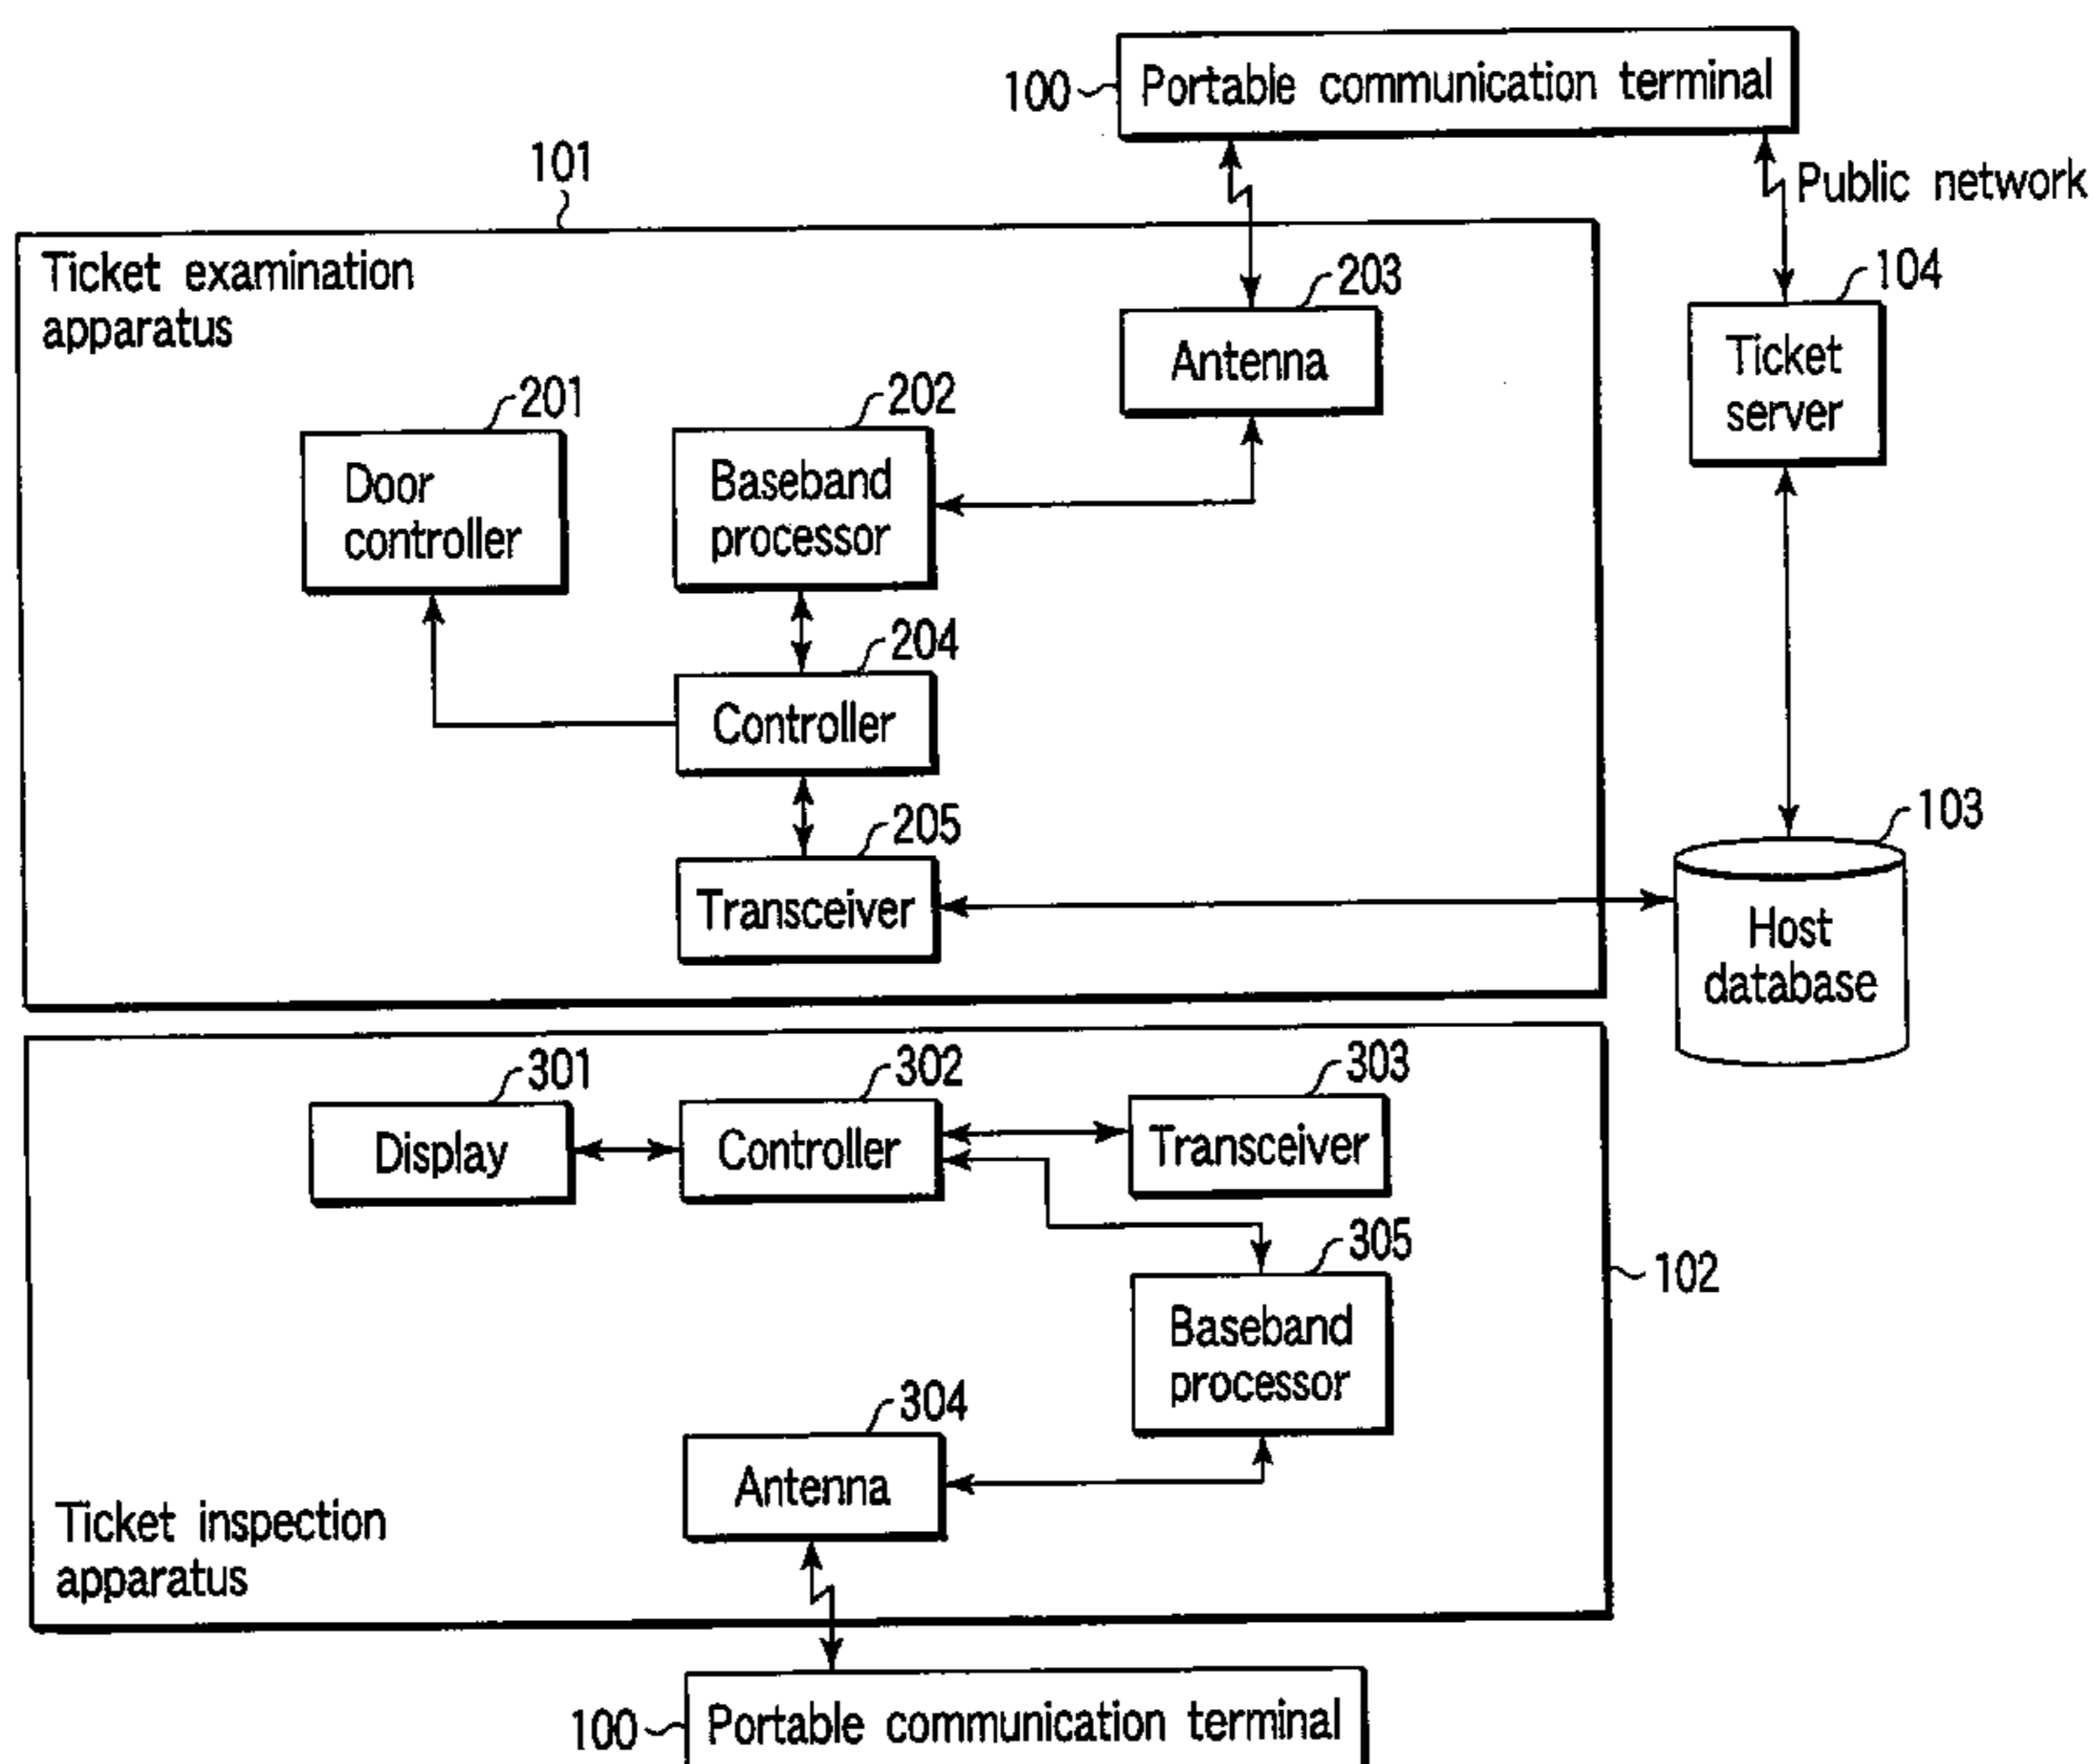 100 Portable communication terminal
Public network
101
Ticket examination
apparatus
203
Antenna
104
Ticket
server
201
Door
controller
202
Baseband
processor
204
Controller
205
Transceiver
103
Host
database
301
Display
302
Controller
303
Transceiver
305
Baseband
processor
102
304
Antenna
Ticket inspection
apparatus
100 Portable communication terminal